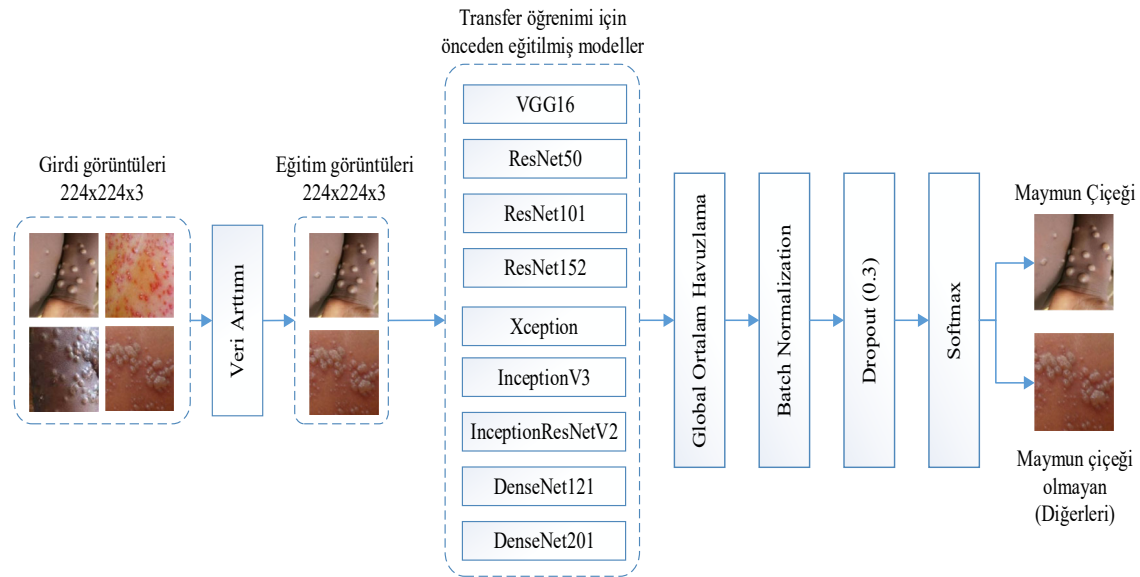 Transfer öğrenimi için
önceden eğitilmiş modeller
Girdi görüntüleri
224x224x3
Veri Arttımı
Eğitim görüntüleri
224x224x3
VGG16
ResNet50
ResNet101
ResNet152
Xception
InceptionV3
InceptionResNetV2
DenseNet121
DenseNet201
Global Ortalam Havuzlama
Batch Normalization
Dropout (0.3)
Softmax
Maymun Çiçeği
Maymun çiçeği
olmayan
(Diğerleri)